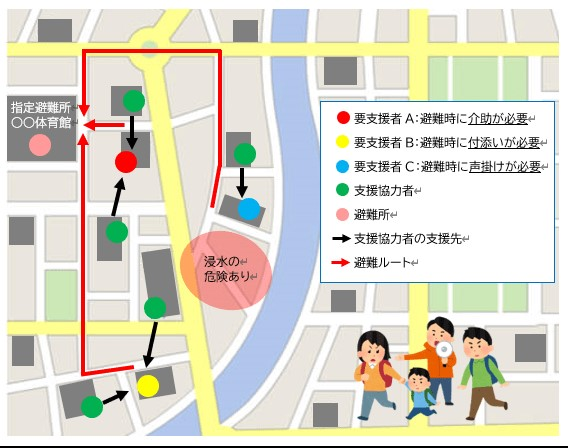 指定避難所
〇〇体育館
浸水の
危険あり
要支援者 A：避難時に介助が必要
要支援者 B：避難時に付添いが必要
要支援者 C：避難時に声掛けが必要
支援協力者
避難所
支援協力者の支援先
避難ルート